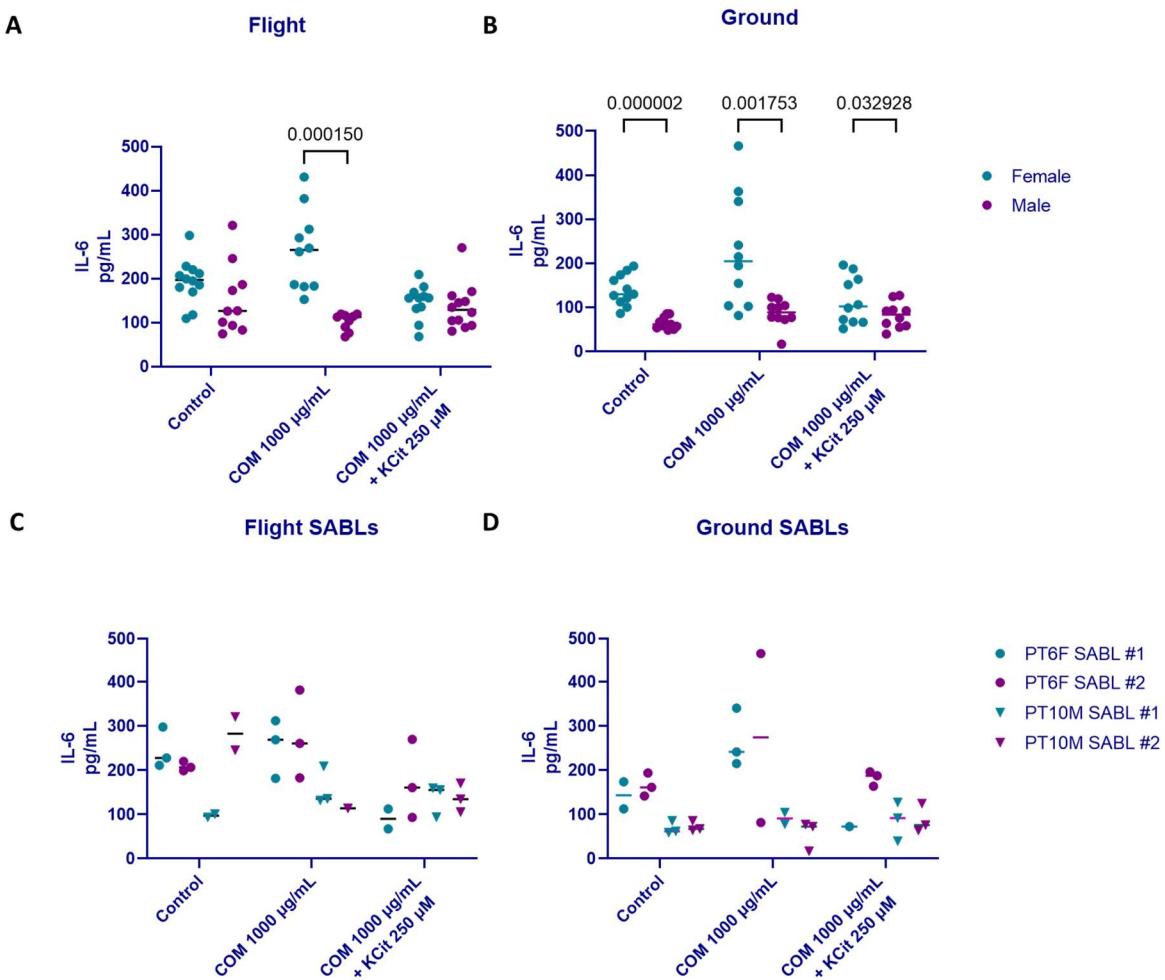 A
Flight
B
Ground
0.000150
0.000002
0.001753
0.032928
500
400
300
200
100
0
IL-6
pg/mL
Control
COM 1000 µg/mL
COM 1000 µg/mL
+ KCit 250 µM
500
400
300
200
100
0
IL-6
pg/mL
Control
COM 1000 µg/mL
COM 1000 µg/mL
+ KCit 250 µM
Female
Male
C
Flight SABLs
D
Ground SABLs
500
400
300
200
100
0
IL-6
pg/mL
Control
COM 1000 µg/mL
COM 1000 µg/mL
+ KCit 250 µM
500
400
300
200
100
0
IL-6
pg/mL
Control
COM 1000 µg/mL
COM 1000 µg/mL
+ KCit 250 µM
PT6F SABL #1
PT6F SABL #2
PT10M SABL #1
PT10M SABL #2